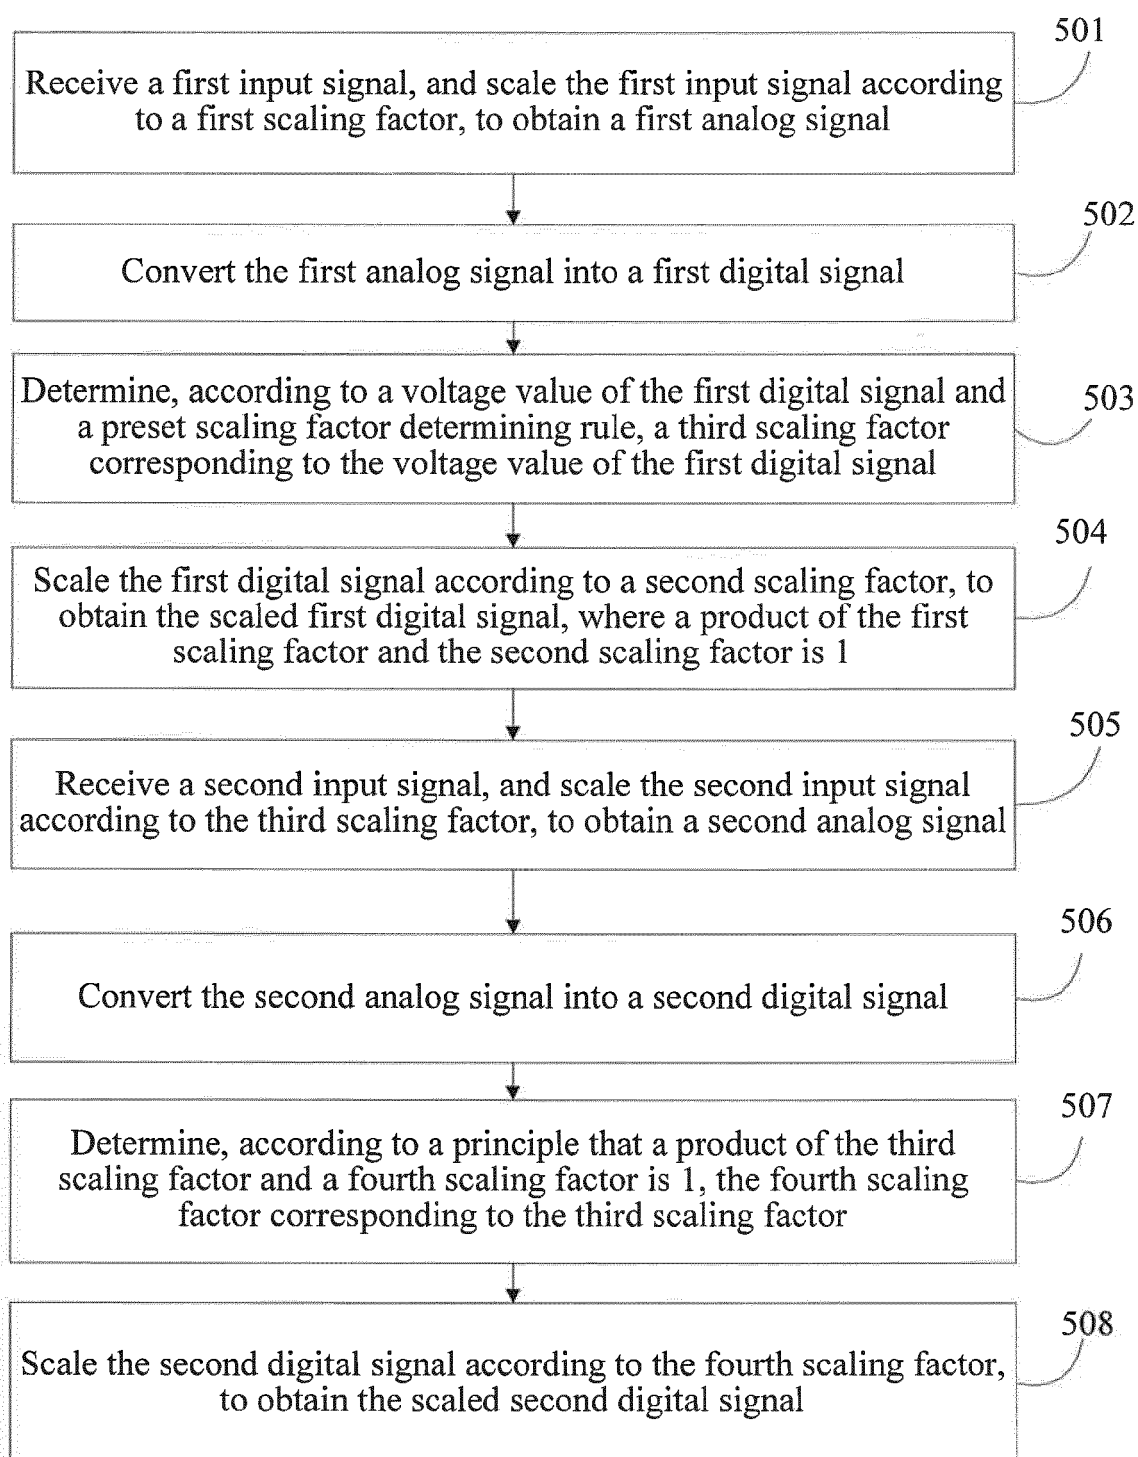 501
Receive a first input signal, and scale the first input signal according
to a first scaling factor, to obtain a first analog signal
502
Convert the first analog signal into a first digital signal
503
Determine, according to a voltage value of the first digital signal and
a preset scaling factor determining rule, a third scaling factor
corresponding to the voltage value of the first digital signal
504
Scale the first digital signal according to a second scaling factor, to
obtain the scaled first digital signal, where a product of the first
scaling factor and the second scaling factor is 1
505
Receive a second input signal, and scale the second input signal
according to the third scaling factor, to obtain a second analog signal
506
Convert the second analog signal into a second digital signal
507
Determine, according to a principle that a product of the third
scaling factor and a fourth scaling factor is 1, the fourth scaling
factor corresponding to the third scaling factor
508
Scale the second digital signal according to the fourth scaling factor,
to obtain the scaled second digital signal